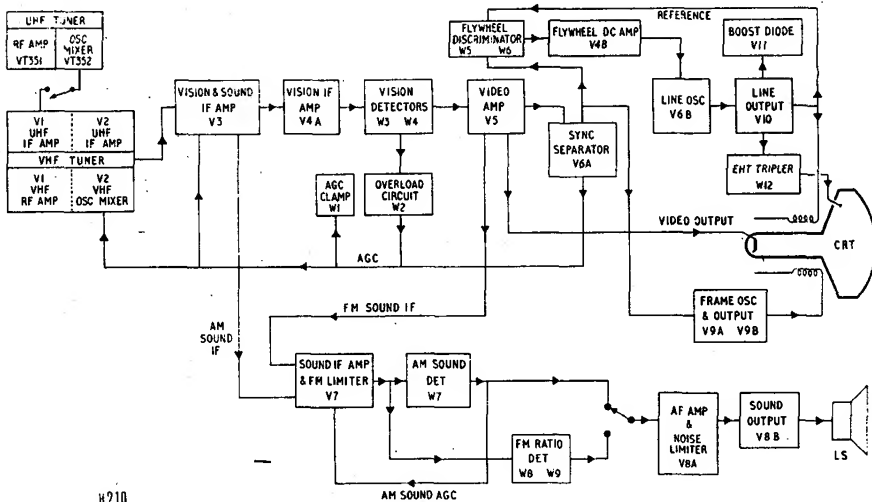 UHF TUNER
RF AMP
VT351
OSC
MIXER
VT352
V1
UHF
IF AMP
V2
UHF
IF AMP
VHF TUNER
V1
VHF
RF AMP
V2
VHF
OSC MIXER
VISION & SOUND
IF AMP
V3
VISION IF
AMP
V4A
VISION
DETECTORS
W3 W4
VIDEO
AMP
V5
FLYWHEEL
DISCRIMINATOR
W5 W6
FLYWHEEL DC AMP
V4B
REFERENCE
BOOST DIODE
V11
LINE OSC
V6B
LINE OUTPUT
V10
SYNC
SEPARATOR
V6A
EHT TRIPLER
W12
AGC
CLAMP
W1
OVERLOAD
CIRCUIT
W2
VIDEO OUTPUT
CRT
AGC
FRAME OSC
& OUTPUT
V9A V9B
FM SOUND IF
AM
SOUND
IF
SOUND IF AMP
& FM LIMITER
V7
AM SOUND
DET
W7
FM RATIO
DET
W8 W9
AF AMP
&
NOISE
LIMITER
V8A
SOUND
OUTPUT
V8B
LS
AM SOUND AGC
H210